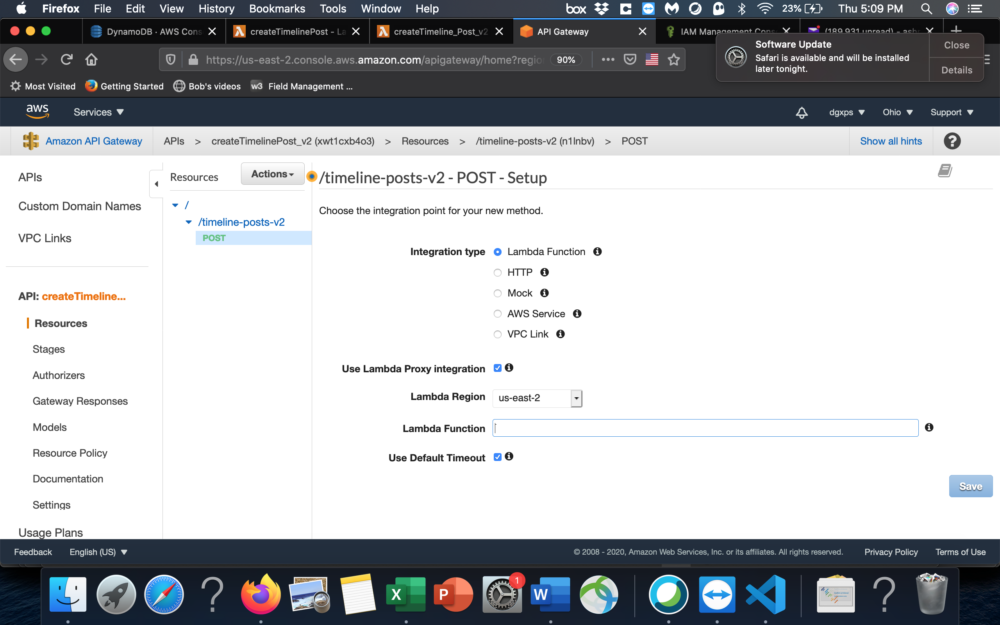 Firefox File Edit View History Bookmarks Tools Window Help box 23% Thu 5:09 PM
DynamoDB · AWS Cons createTimelinePost - La createTimeline_Post_v2 API Gateway IAM Management Cons (189,931 unread) - ashr
https://us-east-2.console.aws.amazon.com/apigateway/home?regio 90%
Software Update
Safari is available and will be installed
later tonight.
Close
Details
Most Visited Getting Started Bob's videos w3 Field Management ...
aws Services dgxps Ohio Support
Amazon API Gateway APIs > createTimelinePost_v2 (xwt1cxb4o3) > Resources > /timeline-posts-v2 (n1lnbv) > POST Show all hints ?
APIs
Custom Domain Names
VPC Links
API: createTimeline...
Resources
Stages
Authorizers
Gateway Responses
Models
Resource Policy
Documentation
Settings
Usage Plans
Resources Actions
/
/timeline-posts-v2
POST
/timeline-posts-v2 - POST - Setup
Choose the integration point for your new method.
Integration type Lambda Function
HTTP
Mock
AWS Service
VPC Link
Use Lambda Proxy integration
Lambda Region us-east-2
Lambda Function
Use Default Timeout
Save
Feedback English (US) © 2008 - 2020, Amazon Web Services, Inc. or its affiliates. All rights reserved. Privacy Policy Terms of Use
? X P 1 W ?